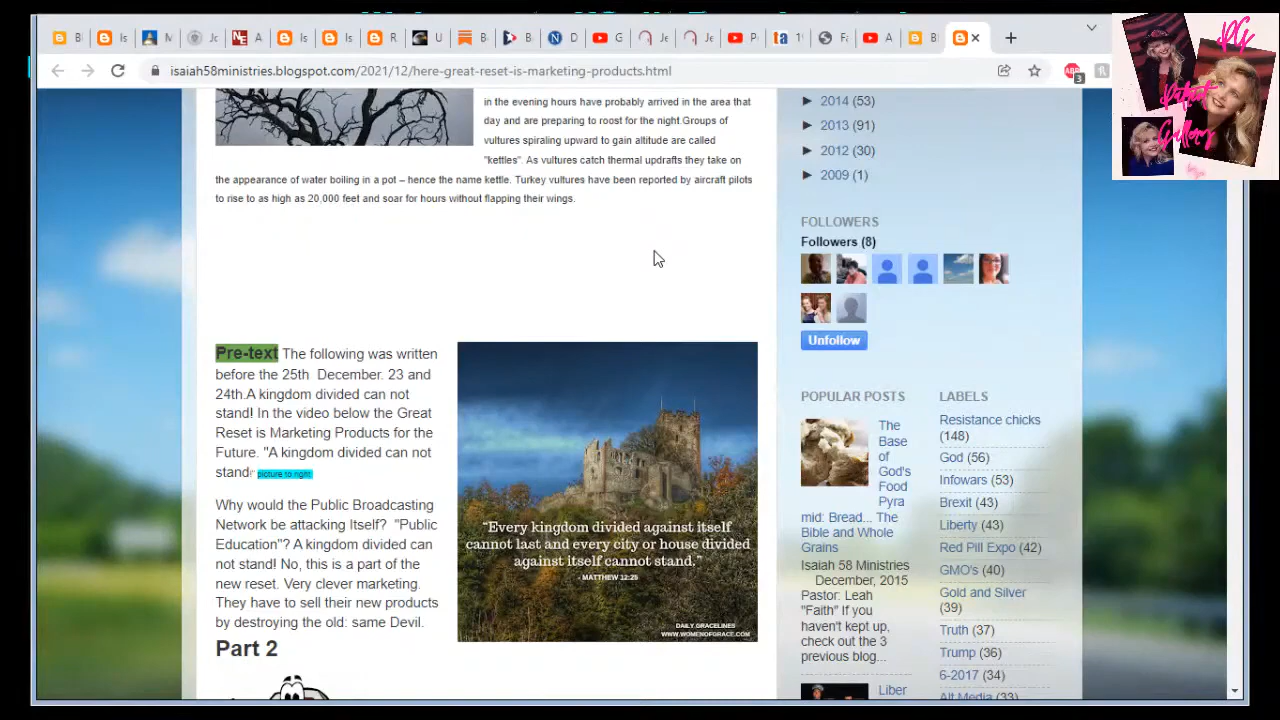 isaiah58ministries.blogspot.com/2021/12/here-great-reset-is-marketing-products.html
3
PG
Patriot
Gallery
in the evening hours have probably arrived in the area that
day and are preparing to roost for the night.Groups of
vultures spiraling upward to gain altitude are called
"kettles". As vultures catch thermal updrafts they take on
the appearance of water boiling in a pot – hence the name kettle. Turkey vultures have been reported by aircraft pilots
to rise to as high as 20,000 feet and soar for hours without flapping their wings.
Pre-text The following was written
before the 25th December. 23 and
24th.A kingdom divided can not
stand! In the video below the Great
Reset is Marketing Products for the
Future. "A kingdom divided can not
stand" picture to right
Why would the Public Broadcasting
Network be attacking Itself? "Public
Education"? A kingdom divided can
not stand! No, this is a part of the
new reset. Very clever marketing.
They have to sell their new products
by destroying the old: same Devil.
Part 2
"Every kingdom divided against itself
cannot last and every city or house divided
against itself cannot stand."
- MATTHEW 12:25
DAILY GRACELINES
WWW.WOMENOFGRACE.COM
► 2014 (53)
► 2013 (91)
► 2012 (30)
► 2009 (1)
FOLLOWERS
Followers (8)
Unfollow
POPULAR POSTS
The
Base
of
God's
Food
Pyra
mid: Bread... The
Bible and Whole
Grains
Isaiah 58 Ministries
December, 2015
Pastor: Leah
"Faith" If you
haven't kept up,
check out the 3
previous blog...
Liber
LABELS
Resistance chicks
(148)
God (56)
Infowars (53)
Brexit (43)
Liberty (43)
Red Pill Expo (42)
GMO's (40)
Gold and Silver
(39)
Truth (37)
Trump (36)
6-2017 (34)
Alt Media (33)